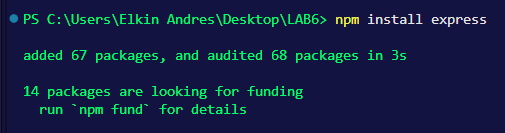 PS C:\Users\Elkin Andres\Desktop\LAB6> npm install express
added 67 packages, and audited 68 packages in 3s
14 packages are looking for funding
run `npm fund` for details